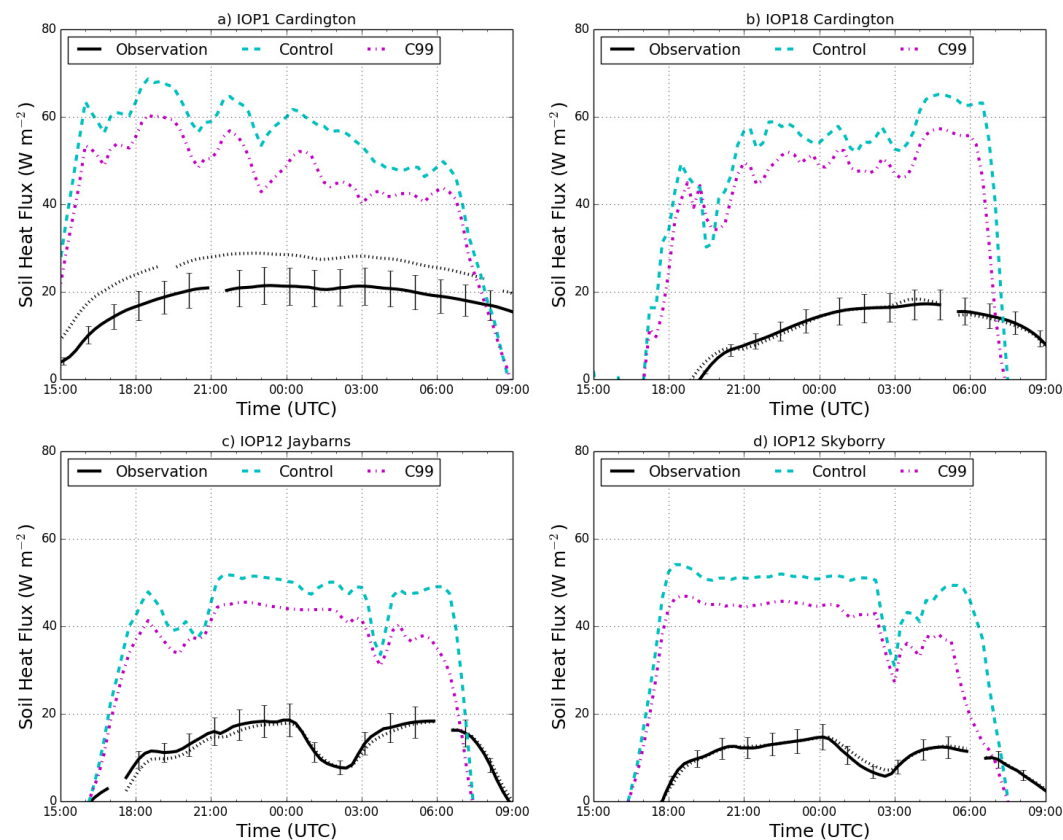 a) IOP1 Cardington
Observation Control C99
Soil Heat Flux (W m⁻²)
80
60
40
20
0
15:00 18:00 21:00 00:00 03:00 06:00 09:00
Time (UTC)
b) IOP18 Cardington
Observation Control C99
Soil Heat Flux (W m⁻²)
80
60
40
20
0
15:00 18:00 21:00 00:00 03:00 06:00 09:00
Time (UTC)
c) IOP12 Jaybarns
Observation Control C99
Soil Heat Flux (W m⁻²)
80
60
40
20
0
15:00 18:00 21:00 00:00 03:00 06:00 09:00
Time (UTC)
d) IOP12 Skyborry
Observation Control C99
Soil Heat Flux (W m⁻²)
80
60
40
20
0
15:00 18:00 21:00 00:00 03:00 06:00 09:00
Time (UTC)